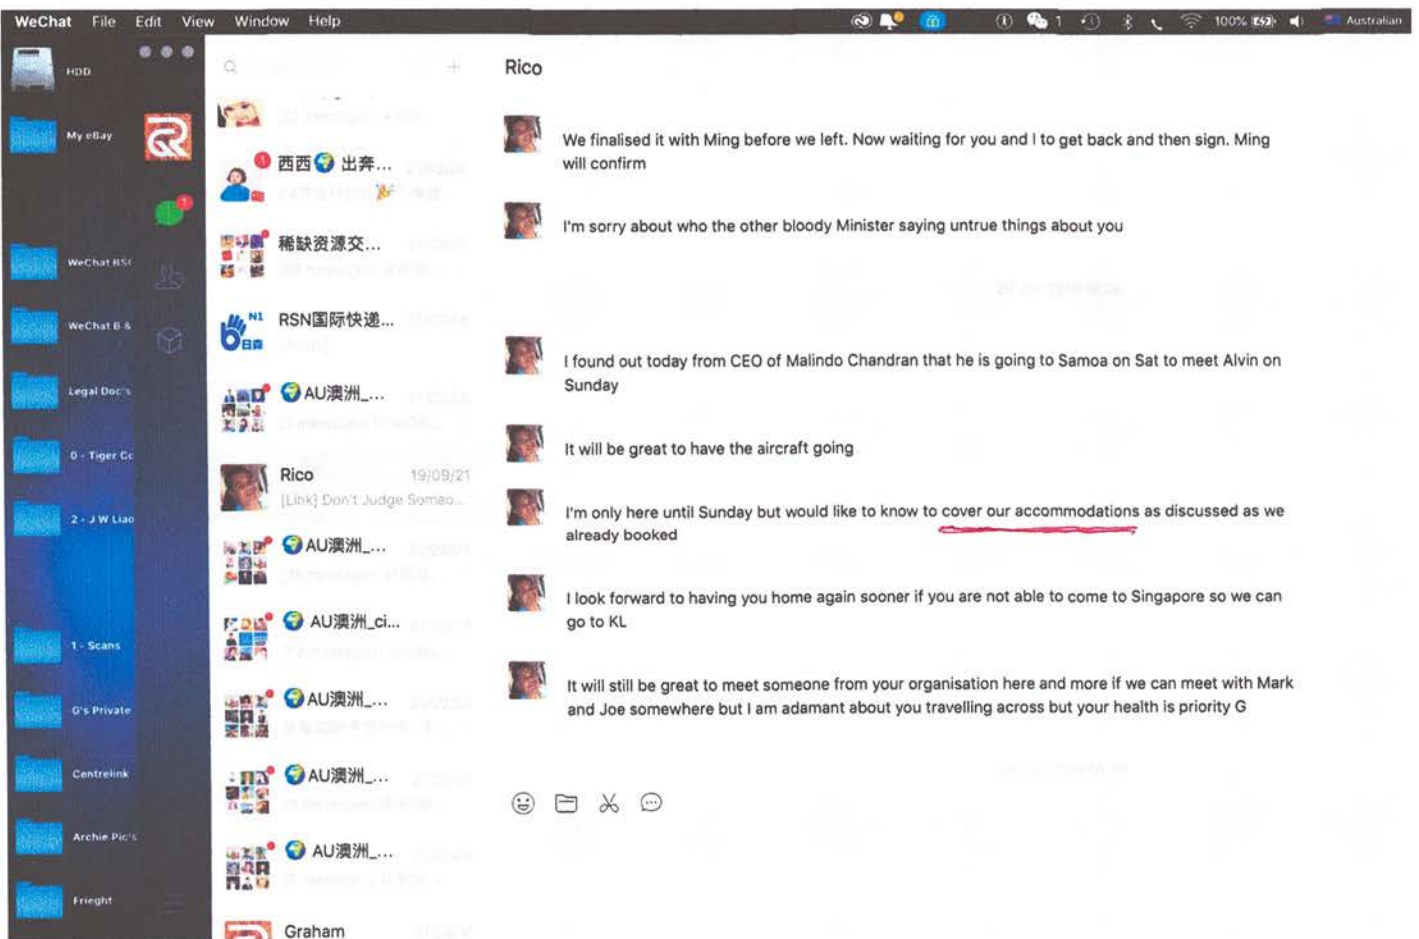 WeChat File Edit View Window Help
1 100% Australian
HDD
My eBay
WeChat BS
WeChat B &
Legal Doc's
0 - Tiger Co
2 - J W Liao
1 - Scans
G's Private
Centrelink
Archie Pic's
Frieght
西西🌍 出奔...
稀缺资源交...
N1
日森
RSN国际快递...
🌍AU澳洲_...
Rico 19/09/21
[Link] Don't Judge Someo...
🌍AU澳洲_...
🌍 AU澳洲_ci...
🌍AU澳洲_...
🌍AU澳洲_...
🌍 AU澳洲_...
Graham
Rico
We finalised it with Ming before we left. Now waiting for you and I to get back and then sign. Ming
will confirm
I'm sorry about who the other bloody Minister saying untrue things about you
I found out today from CEO of Malindo Chandran that he is going to Samoa on Sat to meet Alvin on
Sunday
It will be great to have the aircraft going
I'm only here until Sunday but would like to know to cover our accommodations as discussed as we
already booked
I look forward to having you home again sooner if you are not able to come to Singapore so we can
go to KL
It will still be great to meet someone from your organisation here and more if we can meet with Mark
and Joe somewhere but I am adamant about you travelling across but your health is priority G